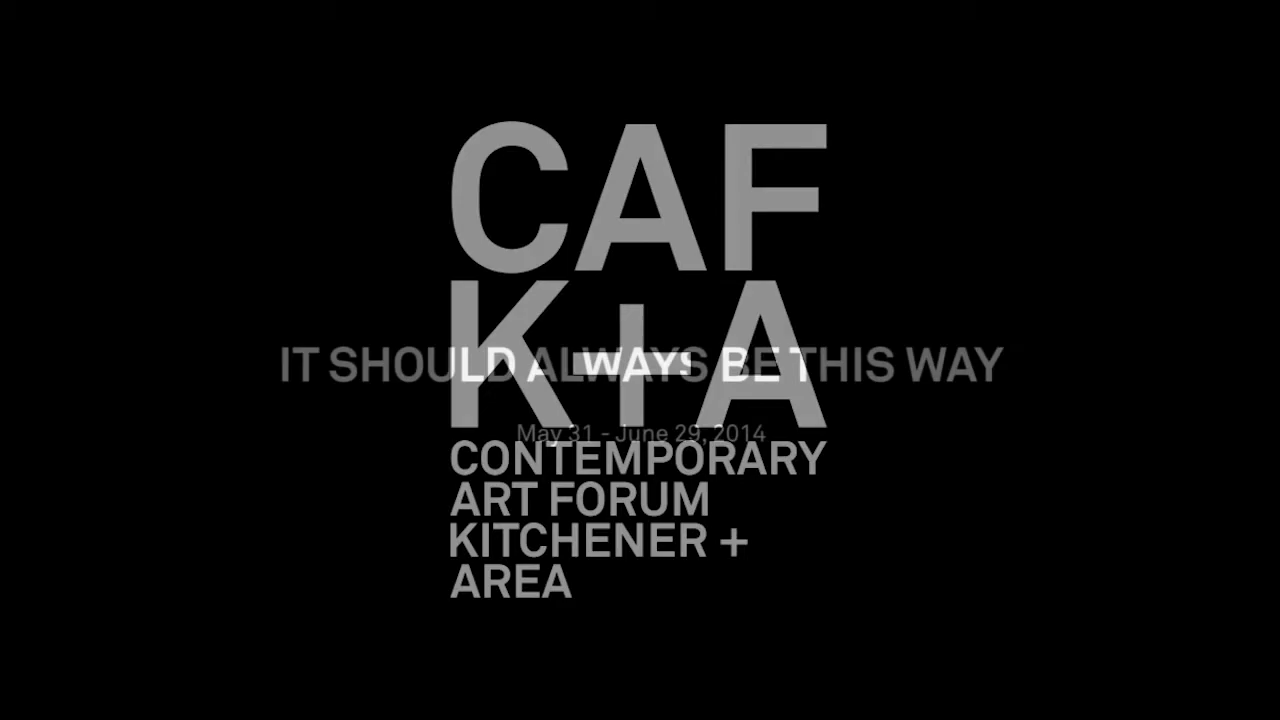 CAF
K+A
IT SHOULD ALWAYS BE THIS WAY
May 31 - June 29, 2014
CONTEMPORARY
ART FORUM
KITCHENER +
AREA